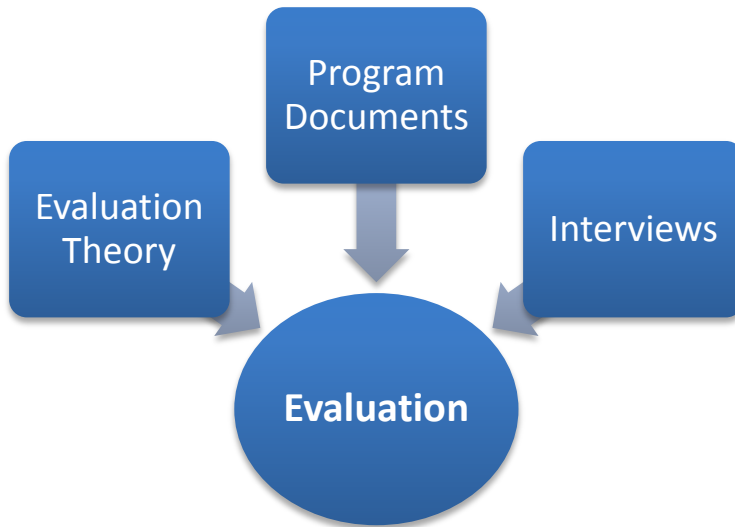 Program
Documents
Evaluation
Theory
Interviews
Evaluation